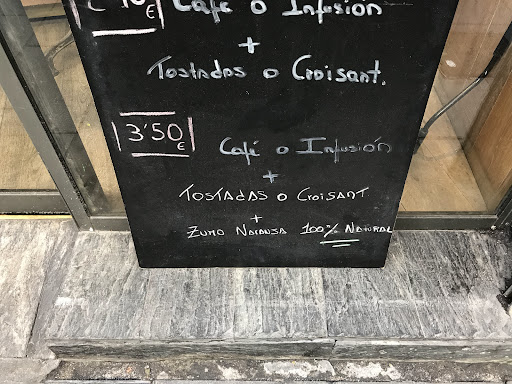 € Café o Infusión
+
Tostadas o Croisant.
3'50 € Café o Infusión
+
Tostadas o Croisant
+
Zumo Naranja 100% Natural